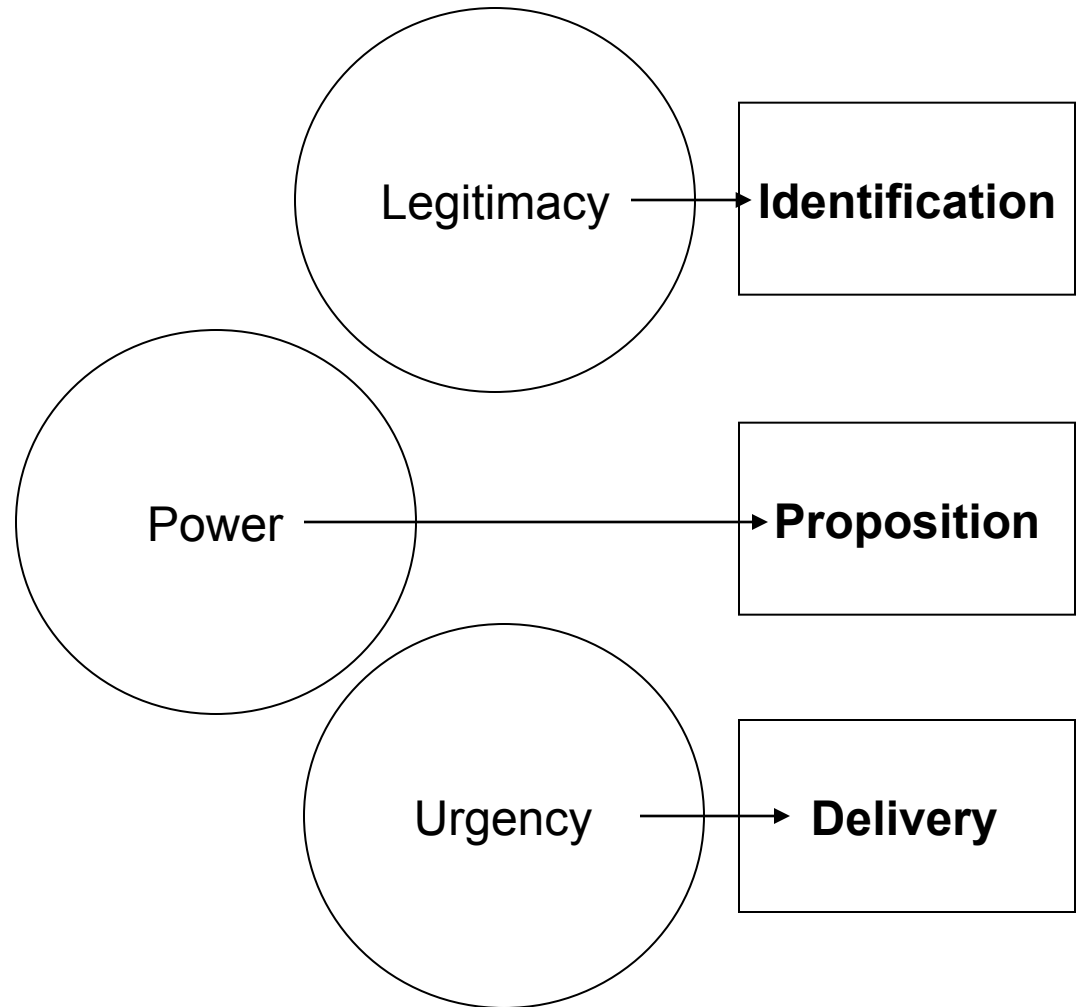 Legitimacy
Identification
Power
Proposition
Urgency
Delivery